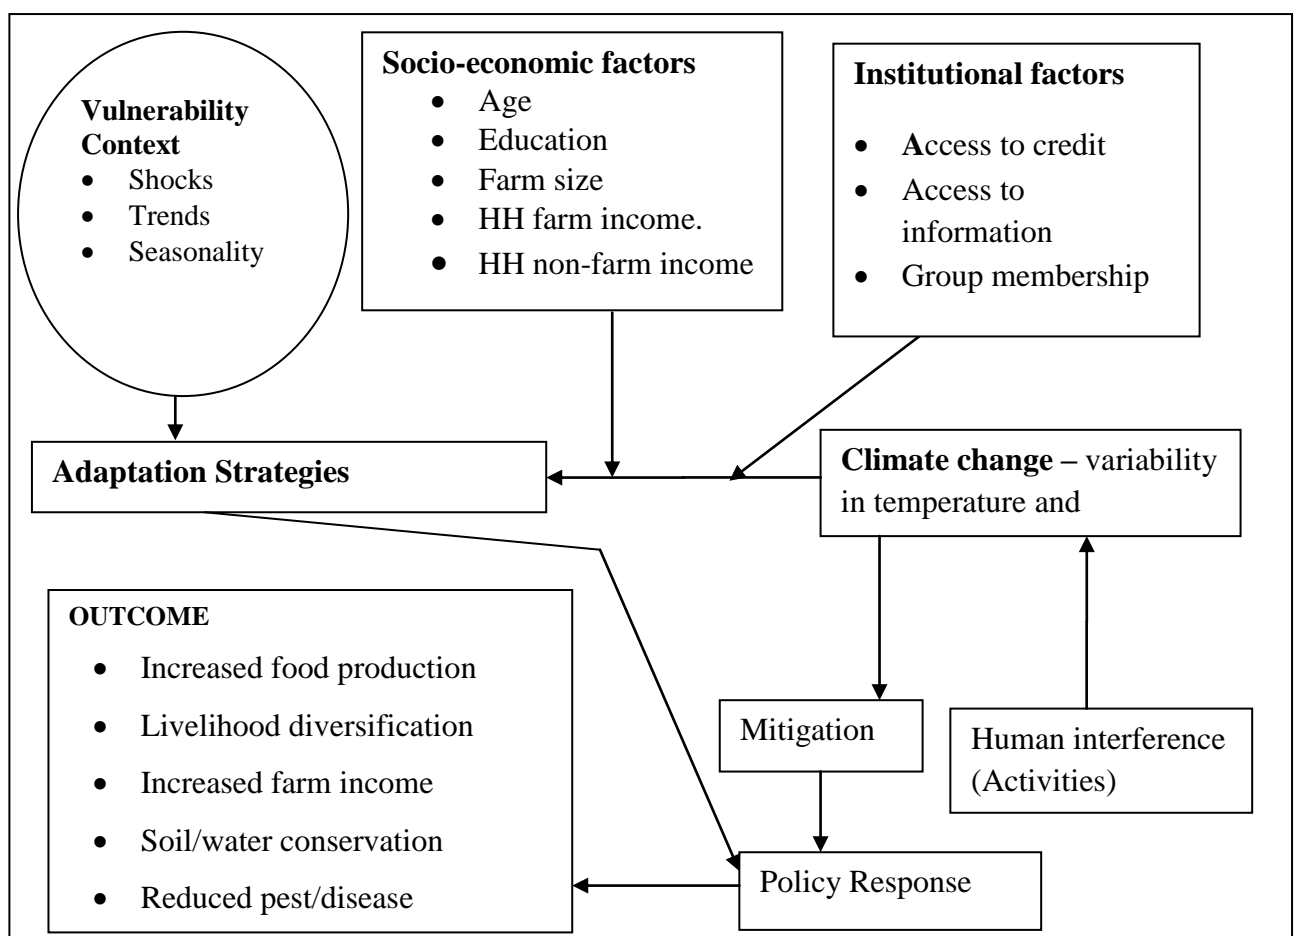 Vulnerability
Context
• Shocks
• Trends
• Seasonality
Socio-economic factors
• Age
• Education
• Farm size
• HH farm income.
• HH non-farm income
Institutional factors
• Access to credit
• Access to
information
• Group membership
Adaptation Strategies
Climate change – variability
in temperature and
OUTCOME
• Increased food production
• Livelihood diversification
• Increased farm income
• Soil/water conservation
• Reduced pest/disease
Mitigation
Human interference
(Activities)
Policy Response